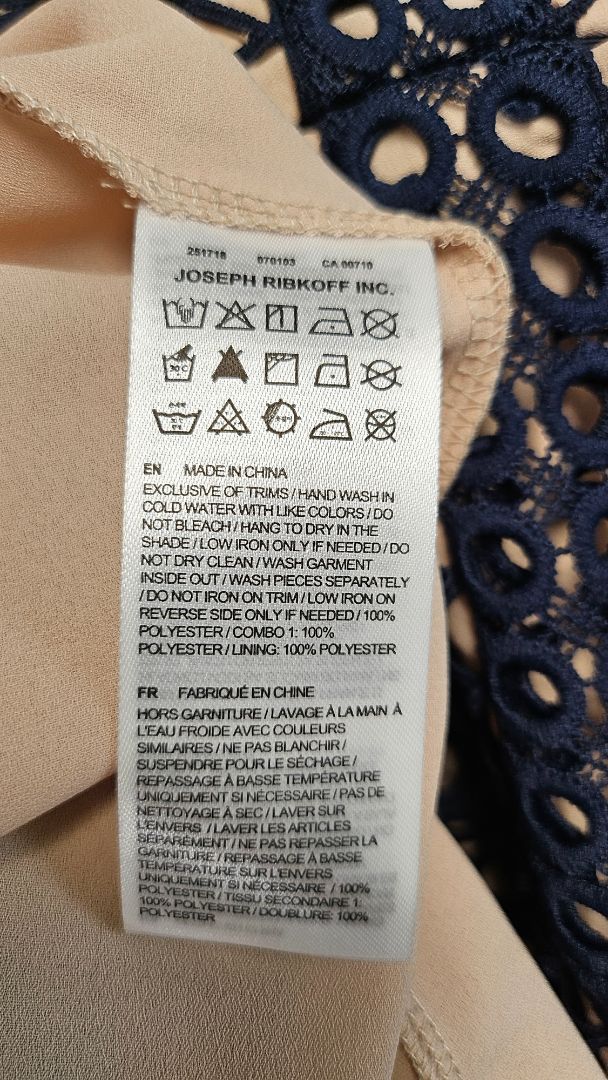 251718 070103 CA 00710
JOSEPH RIBKOFF INC.
30°C
EN MADE IN CHINA
EXCLUSIVE OF TRIMS / HAND WASH IN
COLD WATER WITH LIKE COLORS / DO
NOT BLEACH / HANG TO DRY IN THE
SHADE / LOW IRON ONLY IF NEEDED / DO
NOT DRY CLEAN / WASH GARMENT
INSIDE OUT / WASH PIECES SEPARATELY
/ DO NOT IRON ON TRIM / LOW IRON ON
REVERSE SIDE ONLY IF NEEDED / 100%
POLYESTER / COMBO 1: 100%
POLYESTER / LINING: 100% POLYESTER
FR FABRIQUÉ EN CHINE
HORS GARNITURE / LAVAGE À LA MAIN À
L'EAU FROIDE AVEC COULEURS
SIMILAIRES / NE PAS BLANCHIR /
SUSPENDRE POUR LE SÉCHAGE /
REPASSAGE À BASSE TEMPÉRATURE
UNIQUEMENT SI NÉCESSAIRE / PAS DE
NETTOYAGE À SEC / LAVER SUR
L'ENVERS / LAVER LES ARTICLES
SÉPARÉMENT / NE PAS REPASSER LA
GARNITURE / REPASSAGE À BASSE
TEMPÉRATURE SUR L'ENVERS
UNIQUEMENT SI NÉCESSAIRE / 100%
POLYESTER / TISSU SECONDAIRE 1:
100% POLYESTER / DOUBLURE: 100%
POLYESTER